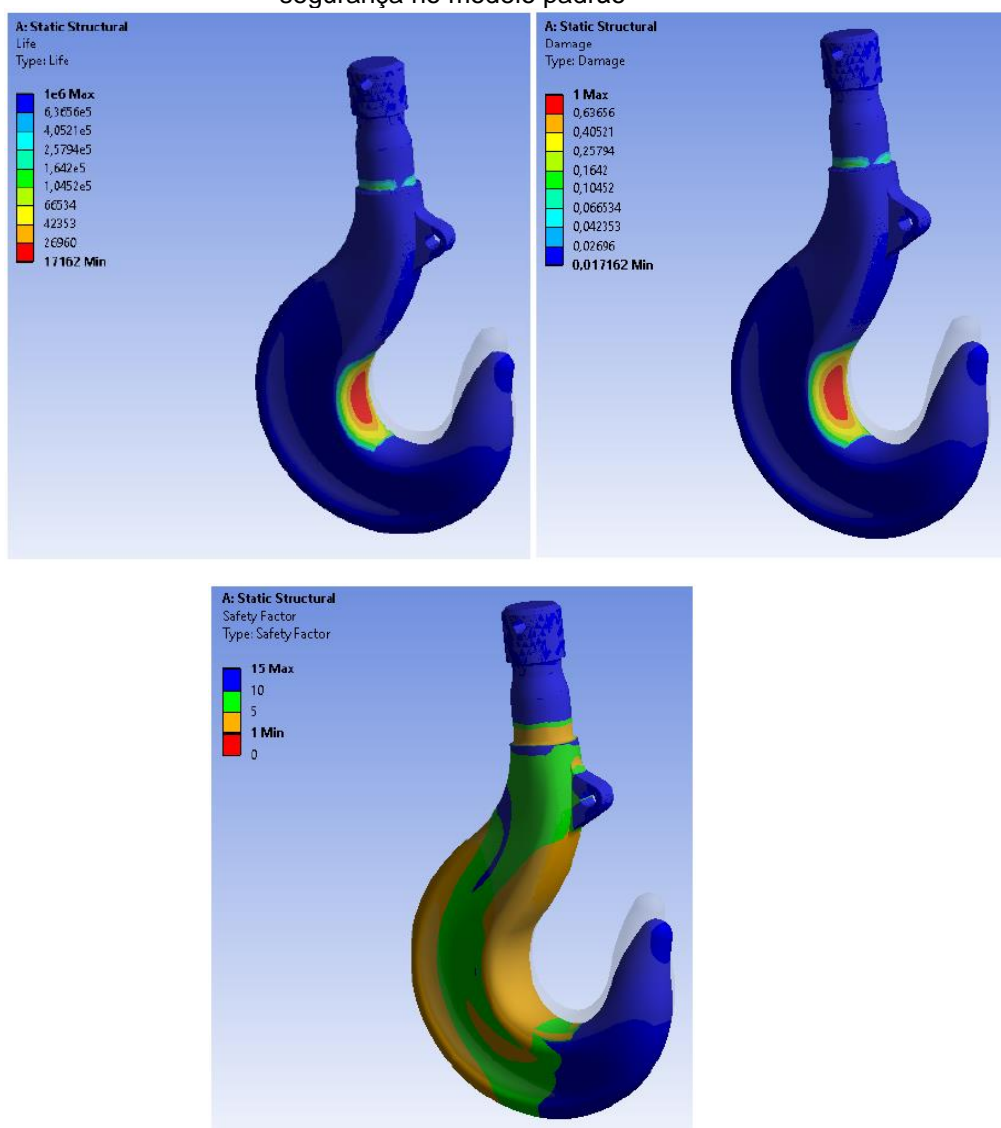 segurança no modelo padrão
A: Static Structural
Life
Type: Life
1e6 Max
6,3656e5
4,0521e5
2,5794e5
1,642e5
1,0452e5
66534
42353
26960
17162 Min
A: Static Structural
Damage
Type: Damage
1 Max
0,63656
0,40521
0,25794
0,1642
0,10452
0,066534
0,042353
0,02696
0,017162 Min
A: Static Structural
Safety Factor
Type: Safety Factor
15 Max
10
5
1 Min
0